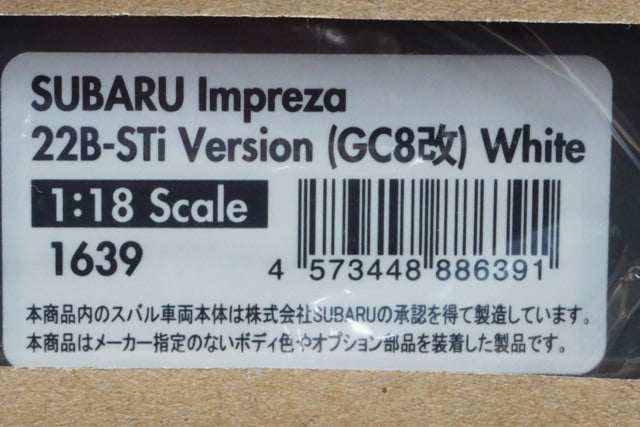 SUBARU Impreza
22B-STi Version (GC8改) White
1:18 Scale
1639
4 573448 886391
本商品内のスバル車両本体は株式会社SUBARUの承認を得て製造しています。
本商品はメーカー指定のないボディ色やオプション部品を装着した製品です。